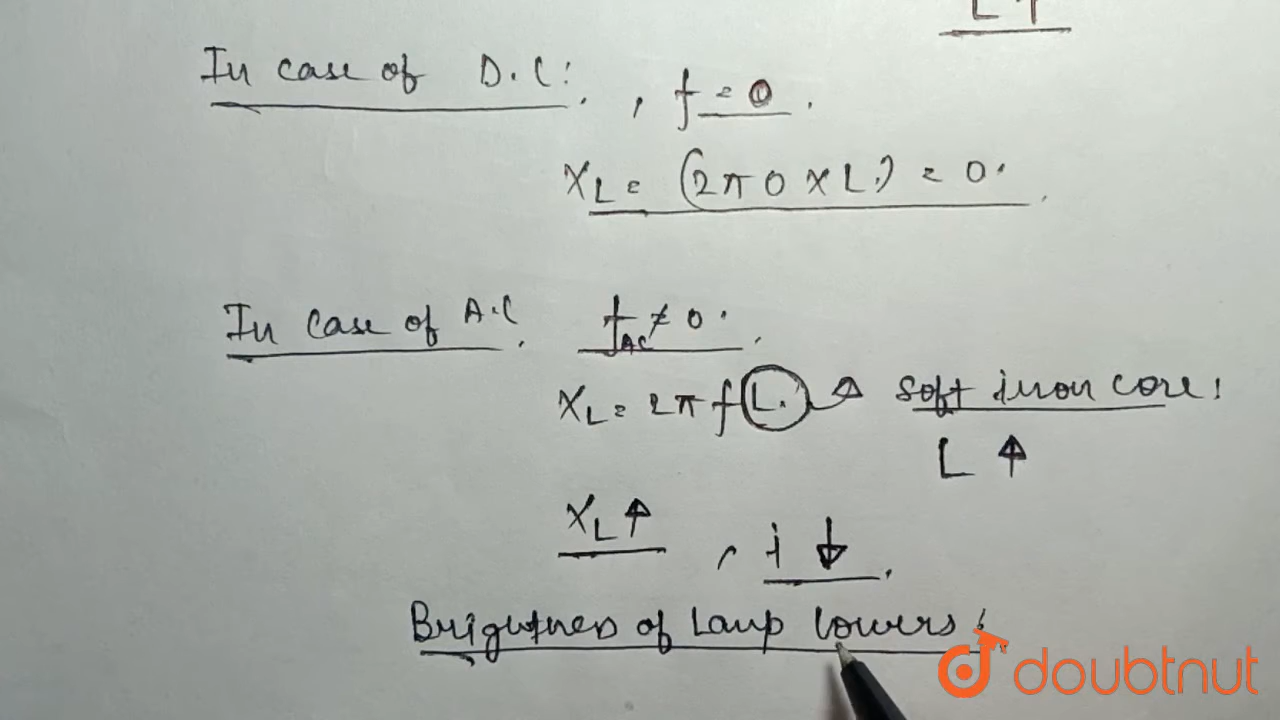 L ↑
In case of D.C: , f = 0 .
XL = (2π 0 X L.) = 0.
In Case of A.C. fAC ≠ 0 .
XL = 2π f L. → Soft iron core!
L ↑
XL ↑ , i ↓ .
Brightness of Lamp lowers !
doubtnut